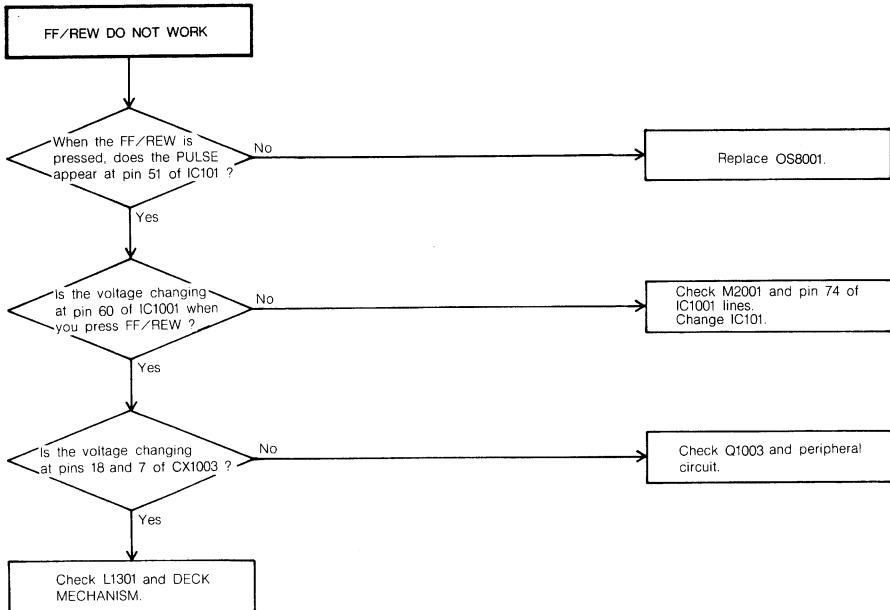 FF/REW DO NOT WORK
When the FF/REW is
pressed, does the PULSE
appear at pin 51 of IC101 ?
No
Replace OS8001.
Yes
Is the voltage changing
at pin 60 of IC1001 when
you press FF/REW ?
No
Check M2001 and pin 74 of
IC1001 lines.
Change IC101.
Yes
Is the voltage changing
at pins 18 and 7 of CX1003 ?
No
Check Q1003 and peripheral
circuit.
Yes
Check L1301 and DECK
MECHANISM.